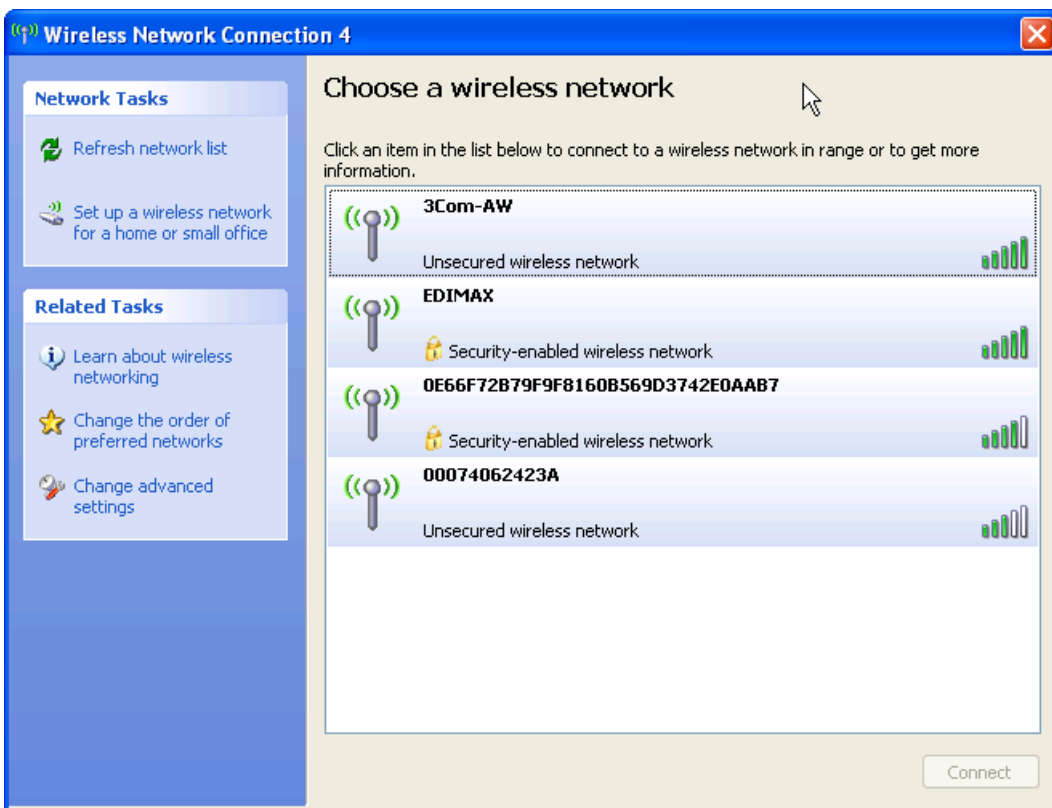 Wireless Network Connection 4
Network Tasks
Refresh network list
Set up a wireless network
for a home or small office
Related Tasks
Learn about wireless
networking
Change the order of
preferred networks
Change advanced
settings
Choose a wireless network
Click an item in the list below to connect to a wireless network in range or to get more
information.
3Com-AW
Unsecured wireless network
EDIMAX
Security-enabled wireless network
0E66F72B79F9F8160B569D3742E0AAB7
Security-enabled wireless network
00074062423A
Unsecured wireless network
Connect